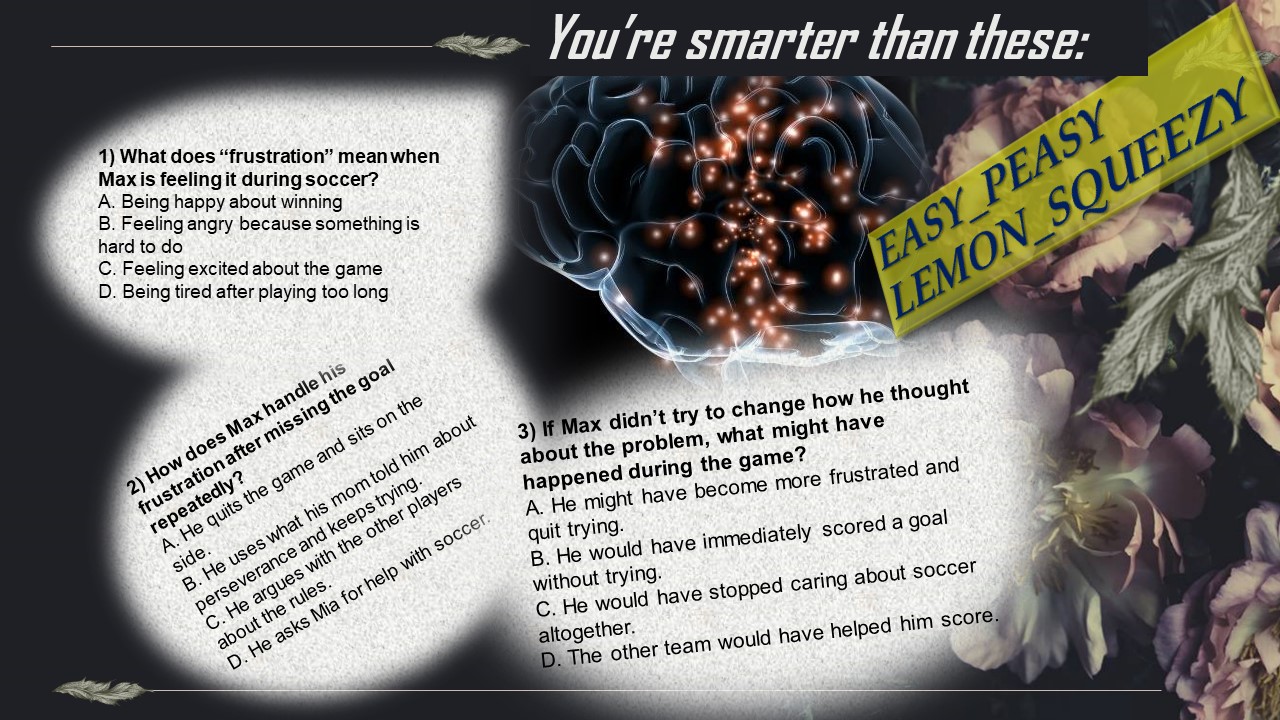 You're smarter than these:
EASY_PEASY
LEMON_SQUEEZY
1) What does “frustration” mean when
Max is feeling it during soccer?
A. Being happy about winning
B. Feeling angry because something is
hard to do
C. Feeling excited about the game
D. Being tired after playing too long
2) How does Max handle his
frustration after missing the goal
repeatedly?
A. He quits the game and sits on the
side.
B. He uses what his mom told him about
perseverance and keeps trying.
C. He argues with the other players
about the rules.
D. He asks Mia for help with soccer.
3) If Max didn’t try to change how he thought
about the problem, what might have
happened during the game?
A. He might have become more frustrated and
quit trying.
B. He would have immediately scored a goal
without trying.
C. He would have stopped caring about soccer
altogether.
D. The other team would have helped him score.